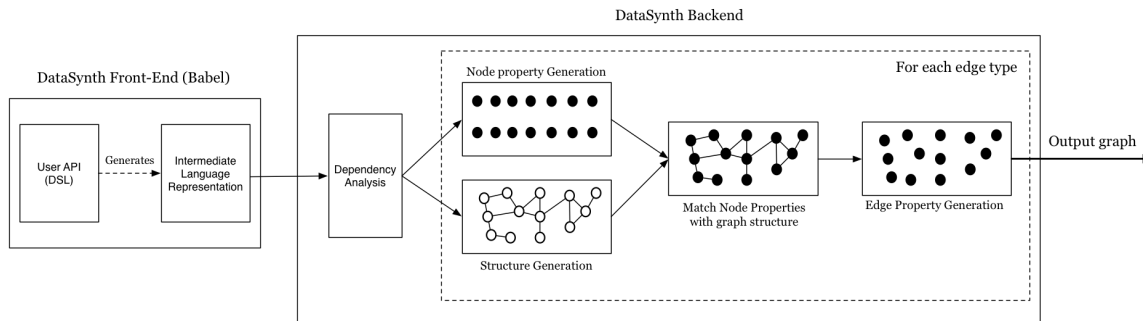 DataSynth Backend
DataSynth Front-End (Babel)
For each edge type
Node property Generation
User API
(DSL)
Generates
Intermediate
Language
Representation
Dependency
Analysis
Structure Generation
Match Node Properties
with graph structure
Edge Property Generation
Output graph